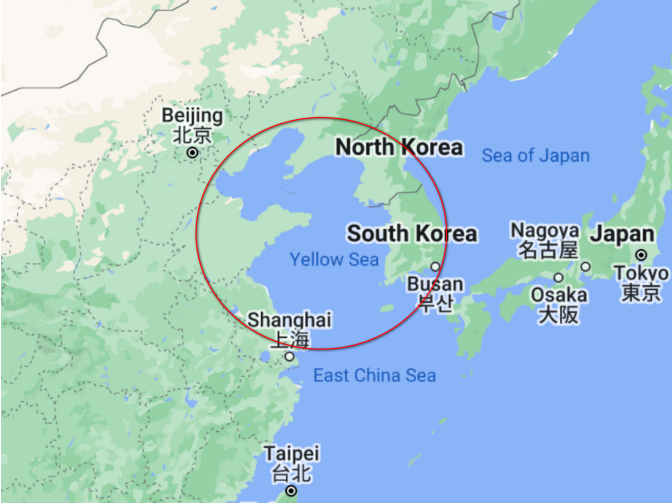 Beijing
北京
North Korea
Sea of Japan
South Korea
Nagoya
名古屋
Japan
Yellow Sea
Tokyo
東京
Busan
부산
Osaka
大阪
Shanghai
上海
East China Sea
Taipei
台北